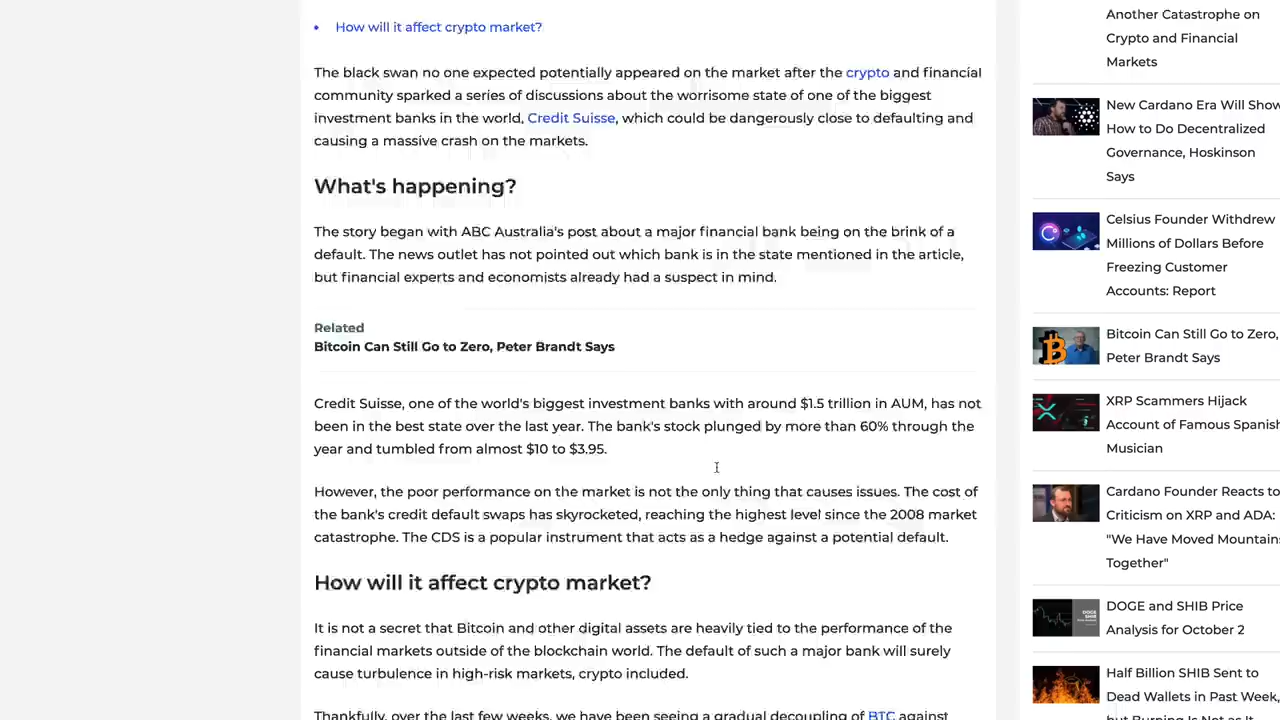 How will it affect crypto market?
The black swan no one expected potentially appeared on the market after the crypto and financial
community sparked a series of discussions about the worrisome state of one of the biggest
investment banks in the world, Credit Suisse, which could be dangerously close to defaulting and
causing a massive crash on the markets.
What's happening?
The story began with ABC Australia's post about a major financial bank being on the brink of a
default. The news outlet has not pointed out which bank is in the state mentioned in the article,
but financial experts and economists already had a suspect in mind.
Related
Bitcoin Can Still Go to Zero, Peter Brandt Says
Credit Suisse, one of the world's biggest investment banks with around $1.5 trillion in AUM, has not
been in the best state over the last year. The bank's stock plunged by more than 60% through the
year and tumbled from almost $10 to $3.95.
However, the poor performance on the market is not the only thing that causes issues. The cost of
the bank's credit default swaps has skyrocketed, reaching the highest level since the 2008 market
catastrophe. The CDS is a popular instrument that acts as a hedge against a potential default.
How will it affect crypto market?
It is not a secret that Bitcoin and other digital assets are heavily tied to the performance of the
financial markets outside of the blockchain world. The default of such a major bank will surely
cause turbulence in high-risk markets, crypto included.
Thankfully, over the last few weeks, we have been seeing a gradual decoupling of BTC against
Another Catastrophe on
Crypto and Financial
Markets
New Cardano Era Will Show
How to Do Decentralized
Governance, Hoskinson
Says
Celsius Founder Withdrew
Millions of Dollars Before
Freezing Customer
Accounts: Report
Bitcoin Can Still Go to Zero,
Peter Brandt Says
XRP Scammers Hijack
Account of Famous Spanish
Musician
Cardano Founder Reacts to
Criticism on XRP and ADA:
"We Have Moved Mountains
Together"
DOGE and SHIB Price
Analysis for October 2
Half Billion SHIB Sent to
Dead Wallets in Past Week,
but Burning Is Not as It